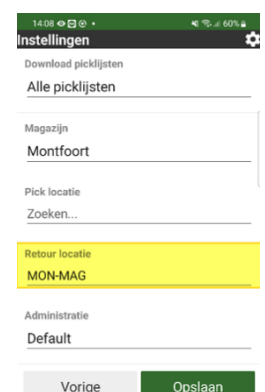 14:08
60%
Instellingen
Download picklijsten
Alle picklijsten
Magazijn
Montfoort
Pick locatie
Zoeken...
Retour locatie
MON-MAG
Administratie
Default
Vorige
Opslaan